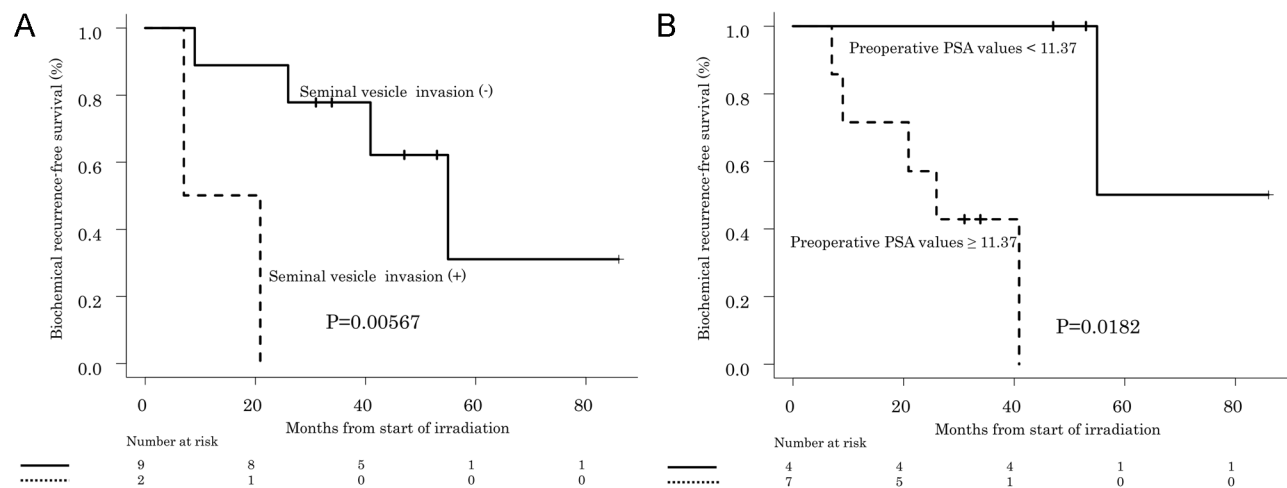 A
Biochemical recurrence-free survival (%)
1.0
0.8
0.6
0.4
0.2
0.0
Seminal vesicle invasion (-)
Seminal vesicle invasion (+)
P=0.00567
0 20 40 60 80
Months from start of irradiation
Number at risk
9 8 5 1 1
2 1 0 0 0
B
Biochemical recurrence-free survival (%)
1.0
0.8
0.6
0.4
0.2
0.0
Preoperative PSA values < 11.37
Preoperative PSA values ≥ 11.37
P=0.0182
0 20 40 60 80
Months from start of irradiation
Number at risk
4 4 4 1 1
7 5 1 0 0